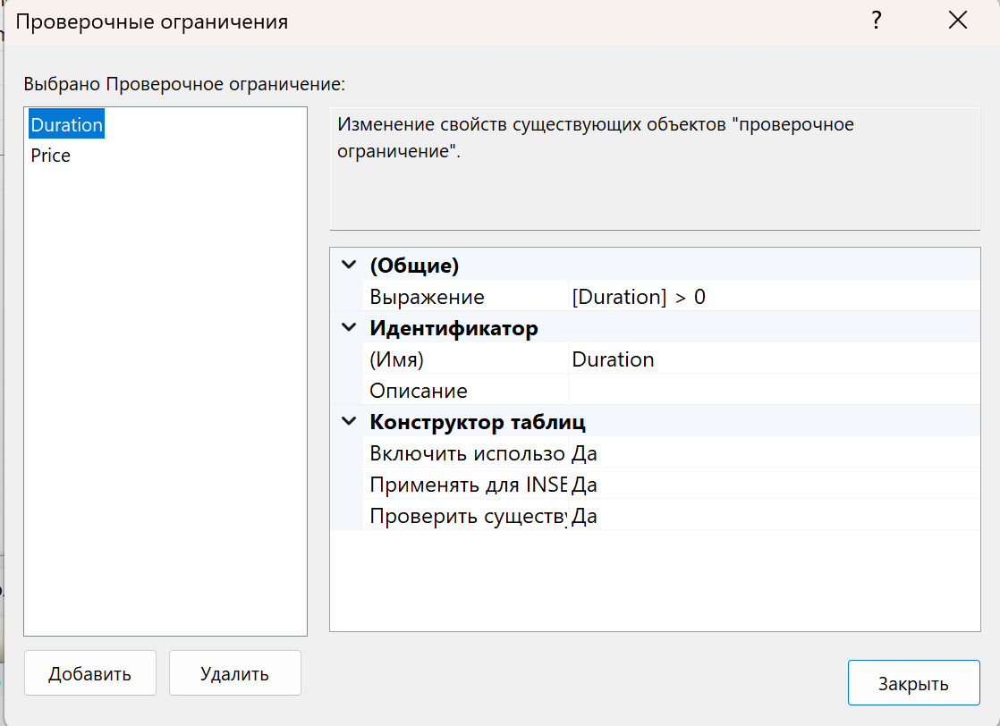 Проверочные ограничения
?
Выбрано Проверочное ограничение:
Duration
Price
Изменение свойств существующих объектов "проверочное
ограничение".
(Общие)
Выражение [Duration] > 0
Идентификатор
(Имя) Duration
Описание
Конструктор таблиц
Включить использо Да
Применять для INSE Да
Проверить существу Да
Добавить Удалить
Закрыть